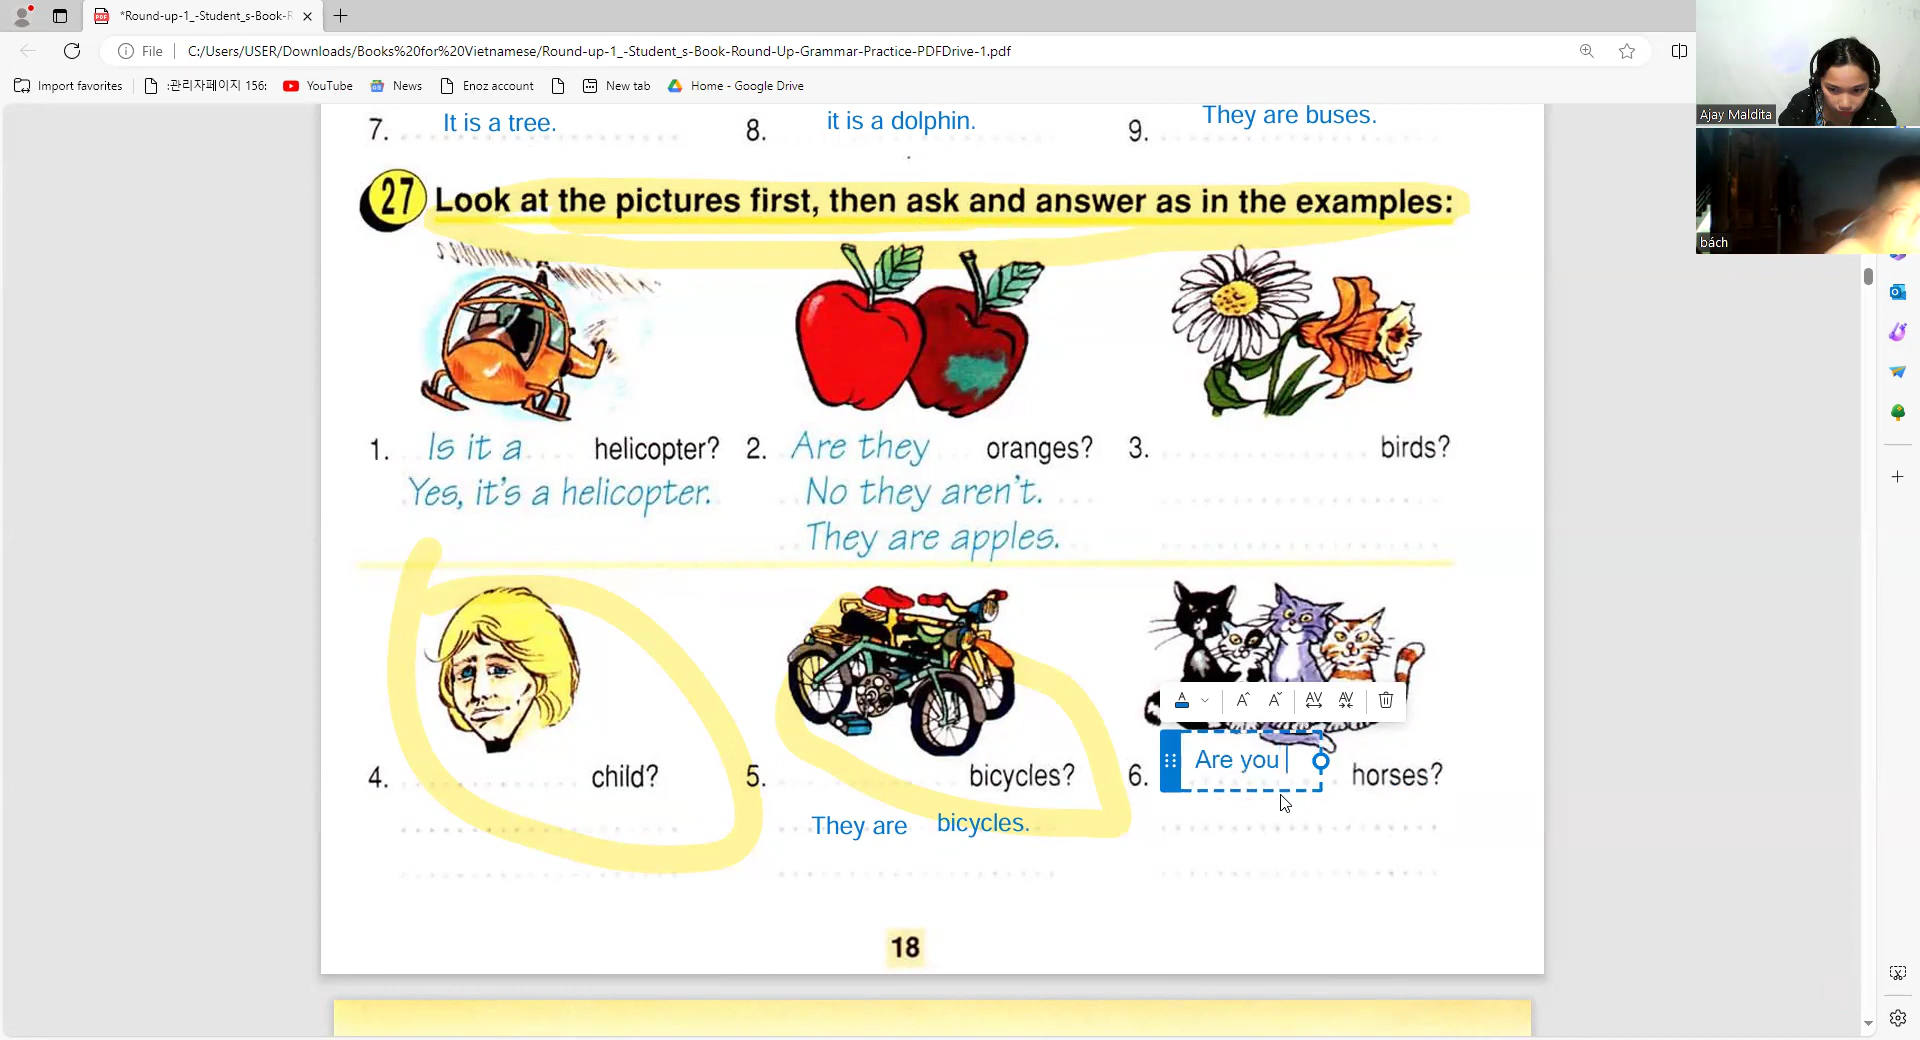 *Round-up-1_-Student_s-Book-R
File
C:/Users/USER/Downloads/Books%20for%20Vietnamese/Round-up-1_-Student_s-Book-Round-Up-Grammar-Practice-PDFDrive-1.pdf
Import favorites
:관리자페이지 156:
YouTube
News
Enoz account
New tab
Home - Google Drive
Ajay Maldita
bách
7. It is a tree.
8. it is a dolphin.
9. They are buses.
27 Look at the pictures first, then ask and answer as in the examples:
1. Is it a helicopter?
Yes, it's a helicopter.
2. Are they oranges?
No they aren't.
They are apples.
3. birds?
4. child?
5. bicycles?
They are bicycles.
6. Are you horses?
18